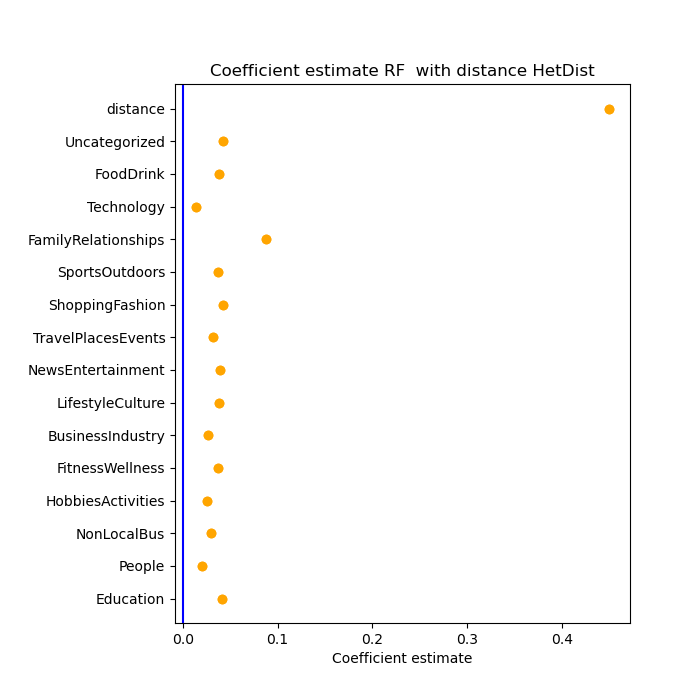 Coefficient estimate RF  with distance HetDist
distance
Uncategorized
FoodDrink
Technology
FamilyRelationships
SportsOutdoors
ShoppingFashion
TravelPlacesEvents
NewsEntertainment
LifestyleCulture
BusinessIndustry
FitnessWellness
HobbiesActivities
NonLocalBus
People
Education
0.0 0.1 0.2 0.3 0.4
Coefficient estimate